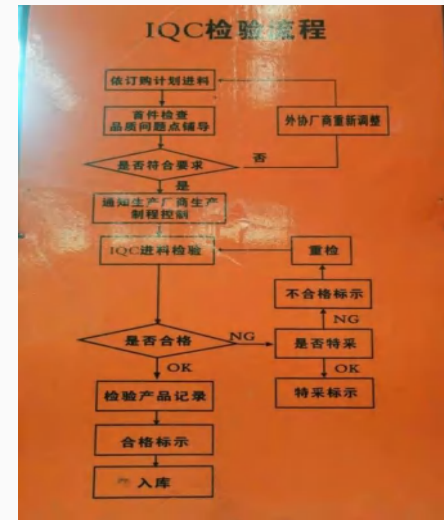 IQC检验流程
依订购计划进料
首件检查
品质问题点辅导
外协厂商重新调整
是否符合要求
否
是
通知生产厂商生产
制程控制
IQC进料检验
重检
不合格标示
NG
是否合格
NG
是否特采
OK
OK
检验产品记录
特采标示
合格标示
入库